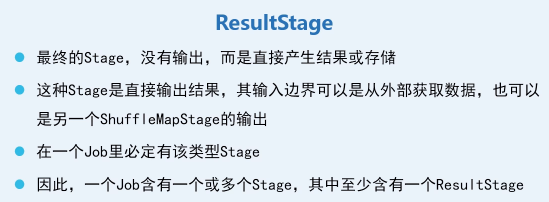 ResultStage
最终的Stage，没有输出，而是直接产生结果或存储
这种Stage是直接输出结果，其输入边界可以是从外部获取数据，也可以
是另一个ShuffleMapStage的输出
在一个Job里必定有该类型Stage
因此，一个Job含有一个或多个Stage，其中至少含有一个ResultStage